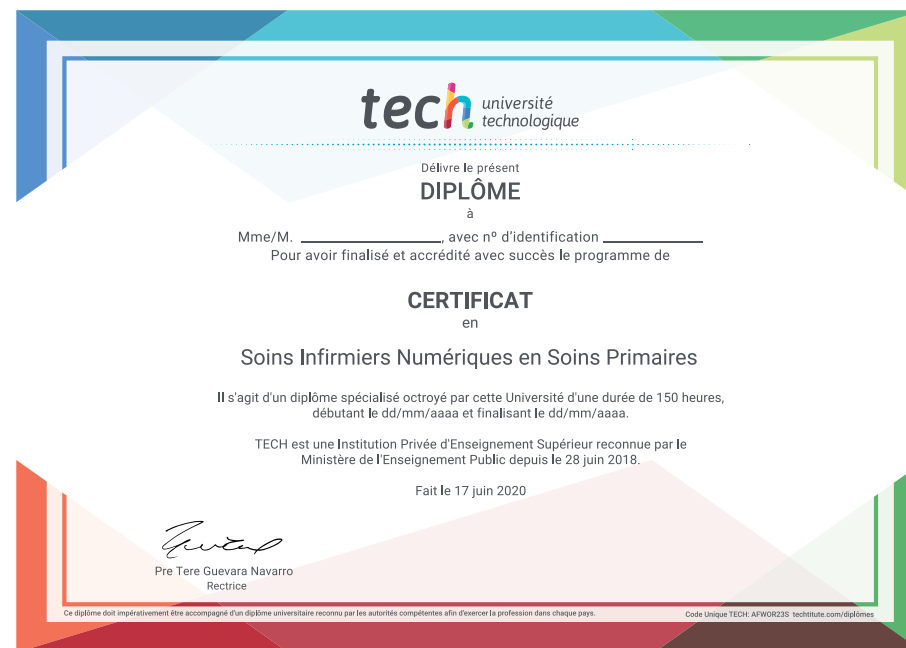 tech université
technologique
Délivre le présent
DIPLÔME
à
Mme/M. ____________________, avec nº d'identification ______________
Pour avoir finalisé et accrédité avec succès le programme de
CERTIFICAT
en
Soins Infirmiers Numériques en Soins Primaires
Il s'agit d'un diplôme spécialisé octroyé par cette Université d'une durée de 150 heures,
débutant le dd/mm/aaaa et finalisant le dd/mm/aaaa.
TECH est une Institution Privée d'Enseignement Supérieur reconnue par le
Ministère de l'Enseignement Public depuis le 28 juin 2018.
Fait le 17 juin 2020
Pre Tere Guevara Navarro
Rectrice
Ce diplôme doit impérativement être accompagné d'un diplôme universitaire reconnu par les autorités compétentes afin d'exercer la profession dans chaque pays.
Code Unique TECH: AFWOR23S techtitute.com/diplômes